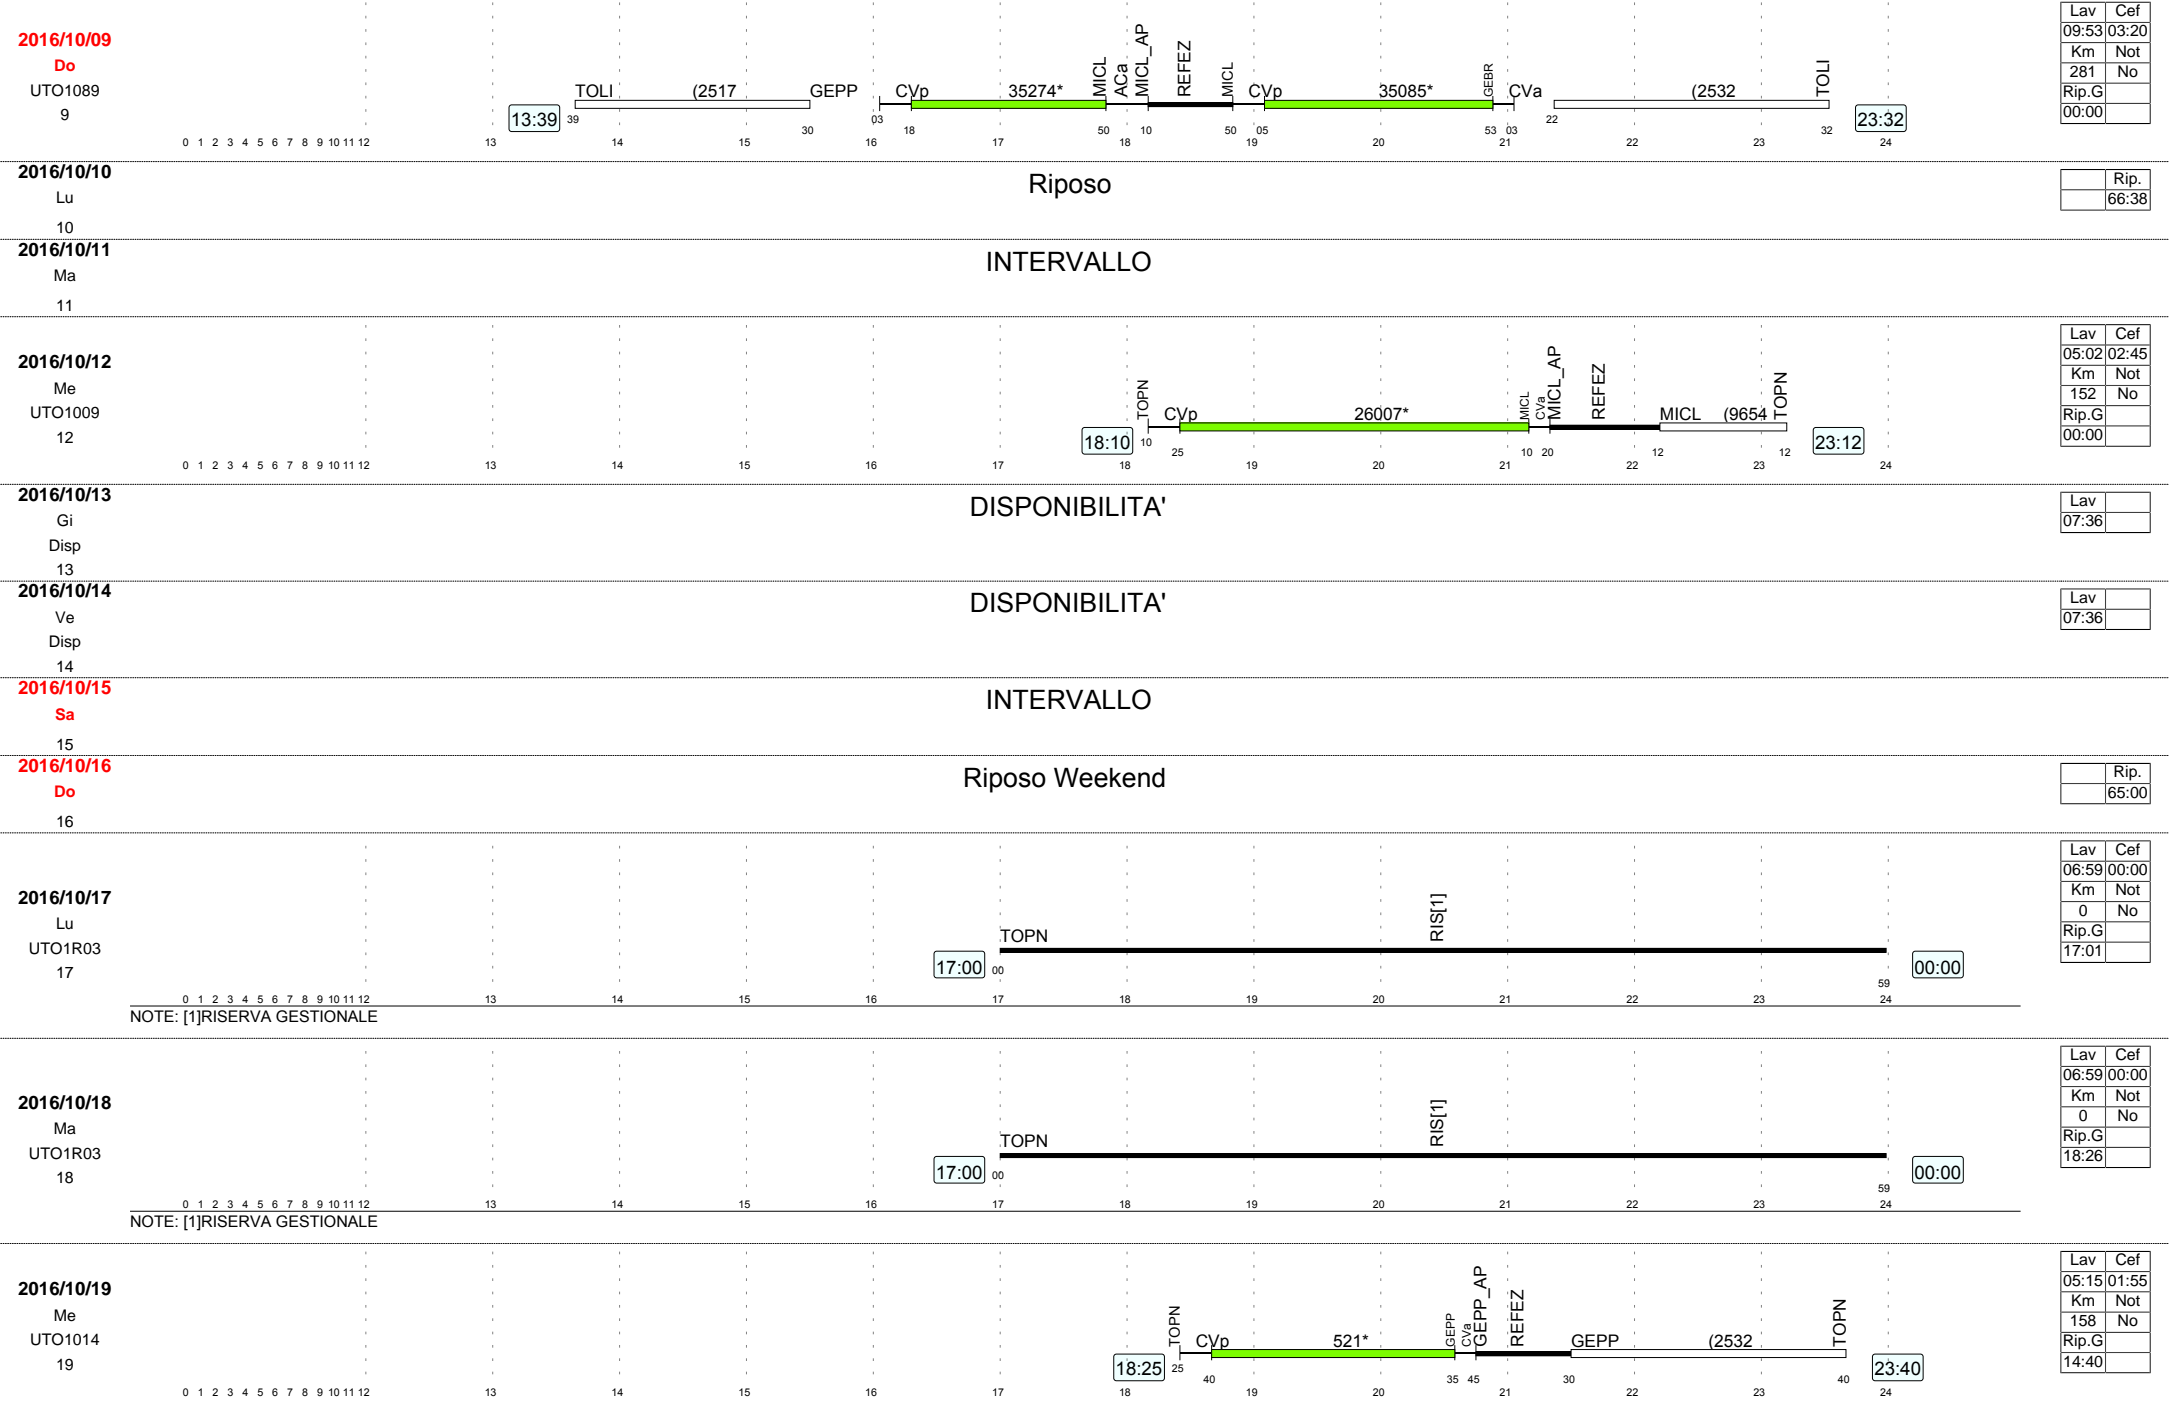 2016/10/09
Do
UTO1089
9
13:39
TOLI (2517 GEPP CVp 35274* MICL ACa MICL_AP REFEZ MICL CVp 35085* GEBR CVa (2532 TOLI
39 30 03 18 50 10 50 05 53 03 22 32
23:32
0 1 2 3 4 5 6 7 8 9 10 11 12 13 14 15 16 17 18 19 20 21 22 23 24
Lav Cef
09:53 03:20
Km Not
281 No
Rip.G
00:00
2016/10/10
Lu
10
Riposo
Rip.
66:38
2016/10/11
Ma
11
INTERVALLO
2016/10/12
Me
UTO1009
12
18:10
TOPN CVp 26007* MICL CVa MICL_AP REFEZ MICL (9654 TOPN
10 25 10 20 12 12
23:12
0 1 2 3 4 5 6 7 8 9 10 11 12 13 14 15 16 17 18 19 20 21 22 23 24
Lav Cef
05:02 02:45
Km Not
152 No
Rip.G
00:00
2016/10/13
Gi
Disp
13
DISPONIBILITA'
Lav
07:36
2016/10/14
Ve
Disp
14
DISPONIBILITA'
Lav
07:36
2016/10/15
Sa
15
INTERVALLO
2016/10/16
Do
16
Riposo Weekend
Rip.
65:00
2016/10/17
Lu
UTO1R03
17
17:00
TOPN RIS[1]
00 59
00:00
0 1 2 3 4 5 6 7 8 9 10 11 12 13 14 15 16 17 18 19 20 21 22 23 24
NOTE: [1]RISERVA GESTIONALE
Lav Cef
06:59 00:00
Km Not
0 No
Rip.G
17:01
2016/10/18
Ma
UTO1R03
18
17:00
TOPN RIS[1]
00 59
00:00
0 1 2 3 4 5 6 7 8 9 10 11 12 13 14 15 16 17 18 19 20 21 22 23 24
NOTE: [1]RISERVA GESTIONALE
Lav Cef
06:59 00:00
Km Not
0 No
Rip.G
18:26
2016/10/19
Me
UTO1014
19
18:25
TOPN CVp 521* GEPP CVa GEPP_AP REFEZ GEPP (2532 TOPN
25 40 35 45 30 40
23:40
0 1 2 3 4 5 6 7 8 9 10 11 12 13 14 15 16 17 18 19 20 21 22 23 24
Lav Cef
05:15 01:55
Km Not
158 No
Rip.G
14:40